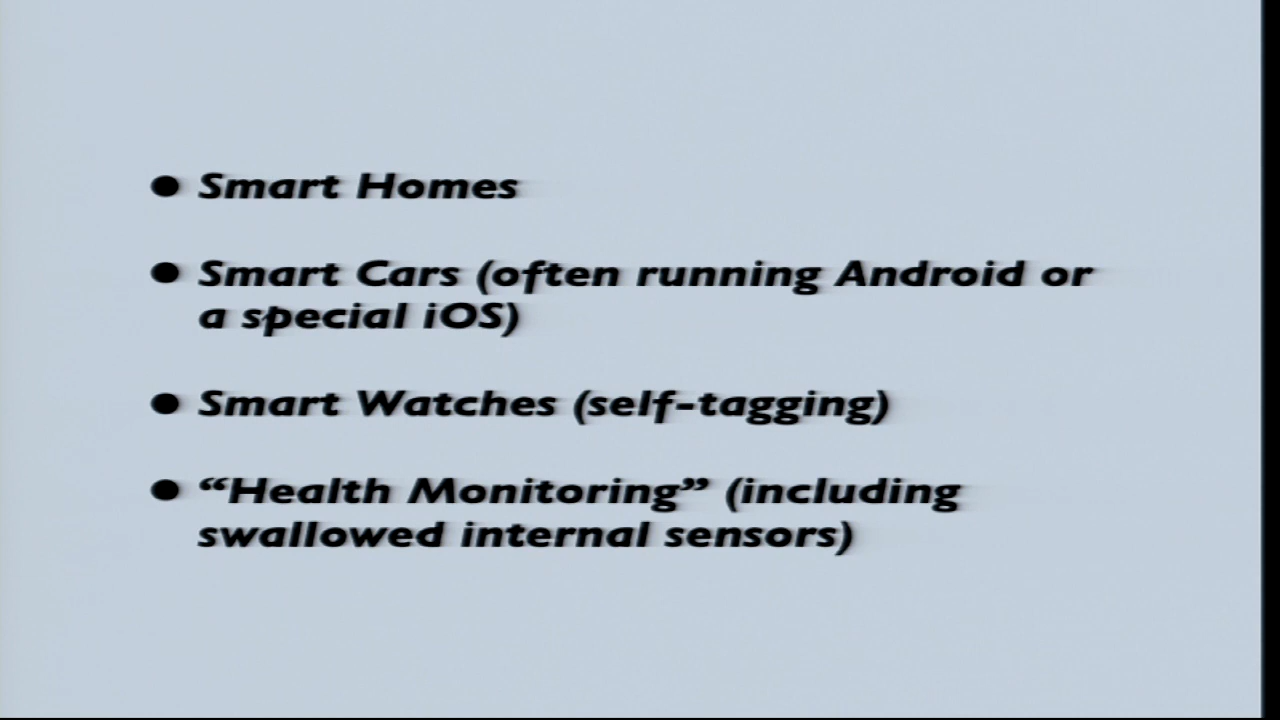 • Smart Homes
• Smart Cars (often running Android or
a special iOS)
• Smart Watches (self-tagging)
• “Health Monitoring” (including
swallowed internal sensors)